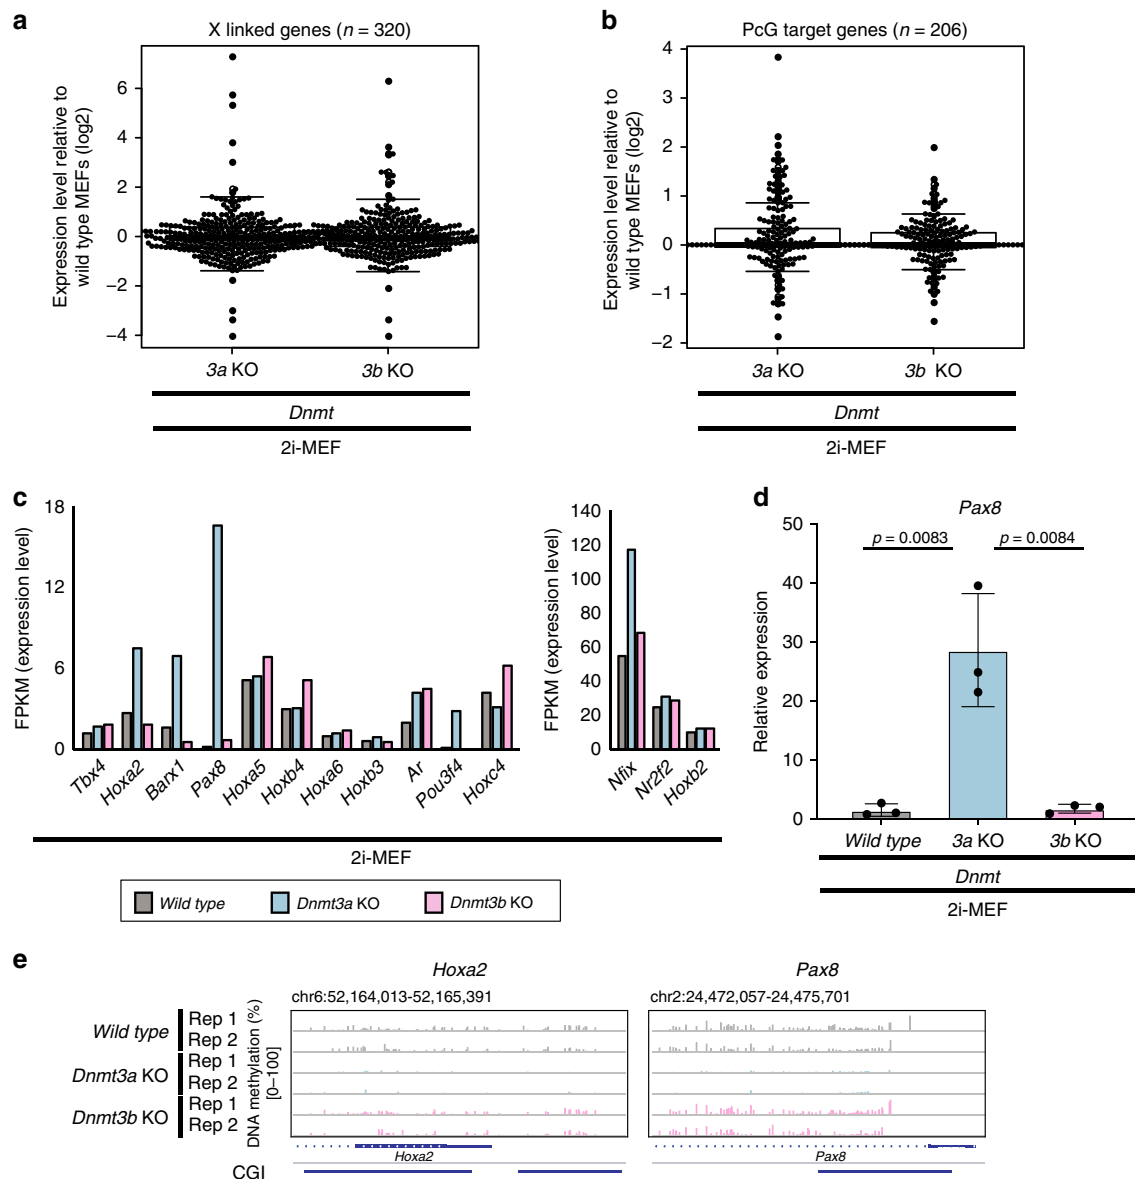 a
X linked genes (n = 320)
Expression level relative to
wild type MEFs (log2)
6
4
2
0
−2
−4
3a KO
3b KO
Dnmt
2i-MEF
b
PcG target genes (n = 206)
Expression level relative to
wild type MEFs (log2)
4
3
2
1
0
−1
−2
3a KO
3b KO
Dnmt
2i-MEF
c
FPKM (expression level)
18
12
6
0
Tbx4
Hoxa2
Barx1
Pax8
Hoxa5
Hoxb4
Hoxa6
Hoxb3
Ar
Pou3f4
Hoxc4
FPKM (expression level)
140
120
100
80
60
40
20
0
Nfix
Nr2f2
Hoxb2
2i-MEF
Wild type
Dnmt3a KO
Dnmt3b KO
d
Pax8
Relative expression
50
40
30
20
10
0
p = 0.0083
p = 0.0084
Wild type
3a KO
3b KO
Dnmt
2i-MEF
e
Hoxa2
Pax8
chr6:52,164,013-52,165,391
chr2:24,472,057-24,475,701
Wild type
Rep 1
Rep 2
Dnmt3a KO
Rep 1
Rep 2
Dnmt3b KO
Rep 1
Rep 2
DNA methylation (%)
[0–100]
Hoxa2
Pax8
CGI